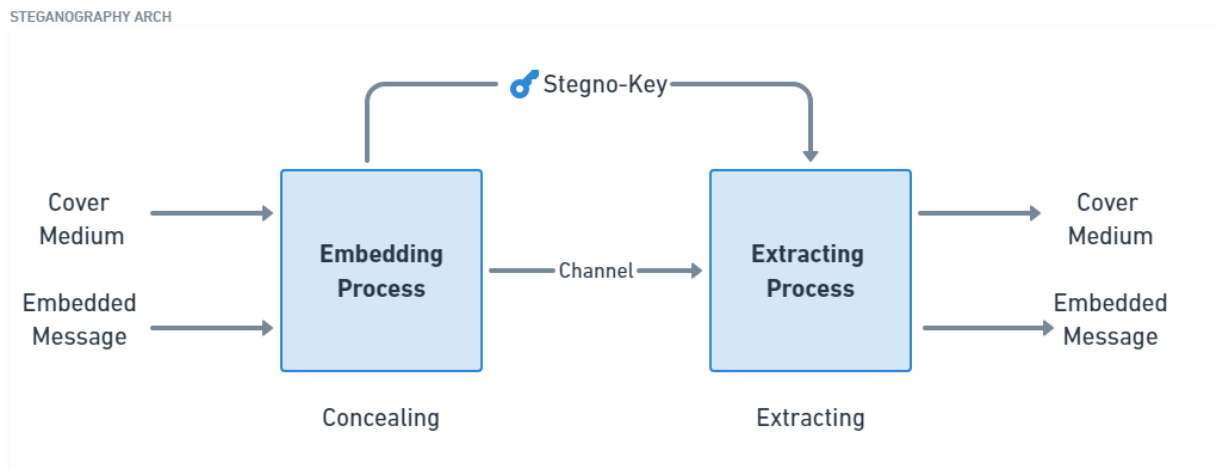 STEGANOGRAPHY ARCH
Stegno-Key
Cover
Medium
Embedded
Message
Embedding
Process
Channel
Extracting
Process
Cover
Medium
Embedded
Message
Concealing
Extracting